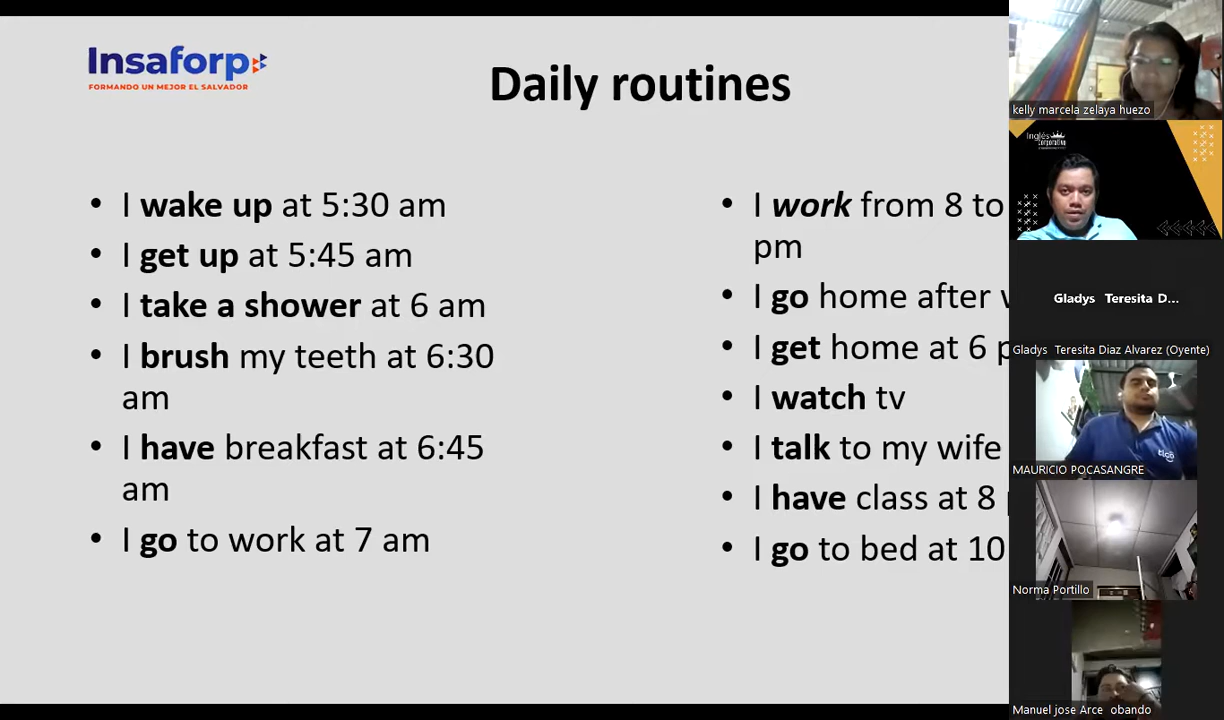 Insaforp
FORMANDO UN MEJOR EL SALVADOR
Daily routines
• I wake up at 5:30 am
• I get up at 5:45 am
• I take a shower at 6 am
• I brush my teeth at 6:30
am
• I have breakfast at 6:45
am
• I go to work at 7 am
• I work from 8 to
pm
• I go home after
• I get home at 6
• I watch tv
• I talk to my wife
• I have class at 8
• I go to bed at 10
kelly marcela zelaya huezo
Inglés
corporativo
Gladys Teresita D...
Gladys Teresita Diaz Alvarez (Oyente)
tigo
MAURICIO POCASANGRE
Norma Portillo
Manuel jose Arce obando